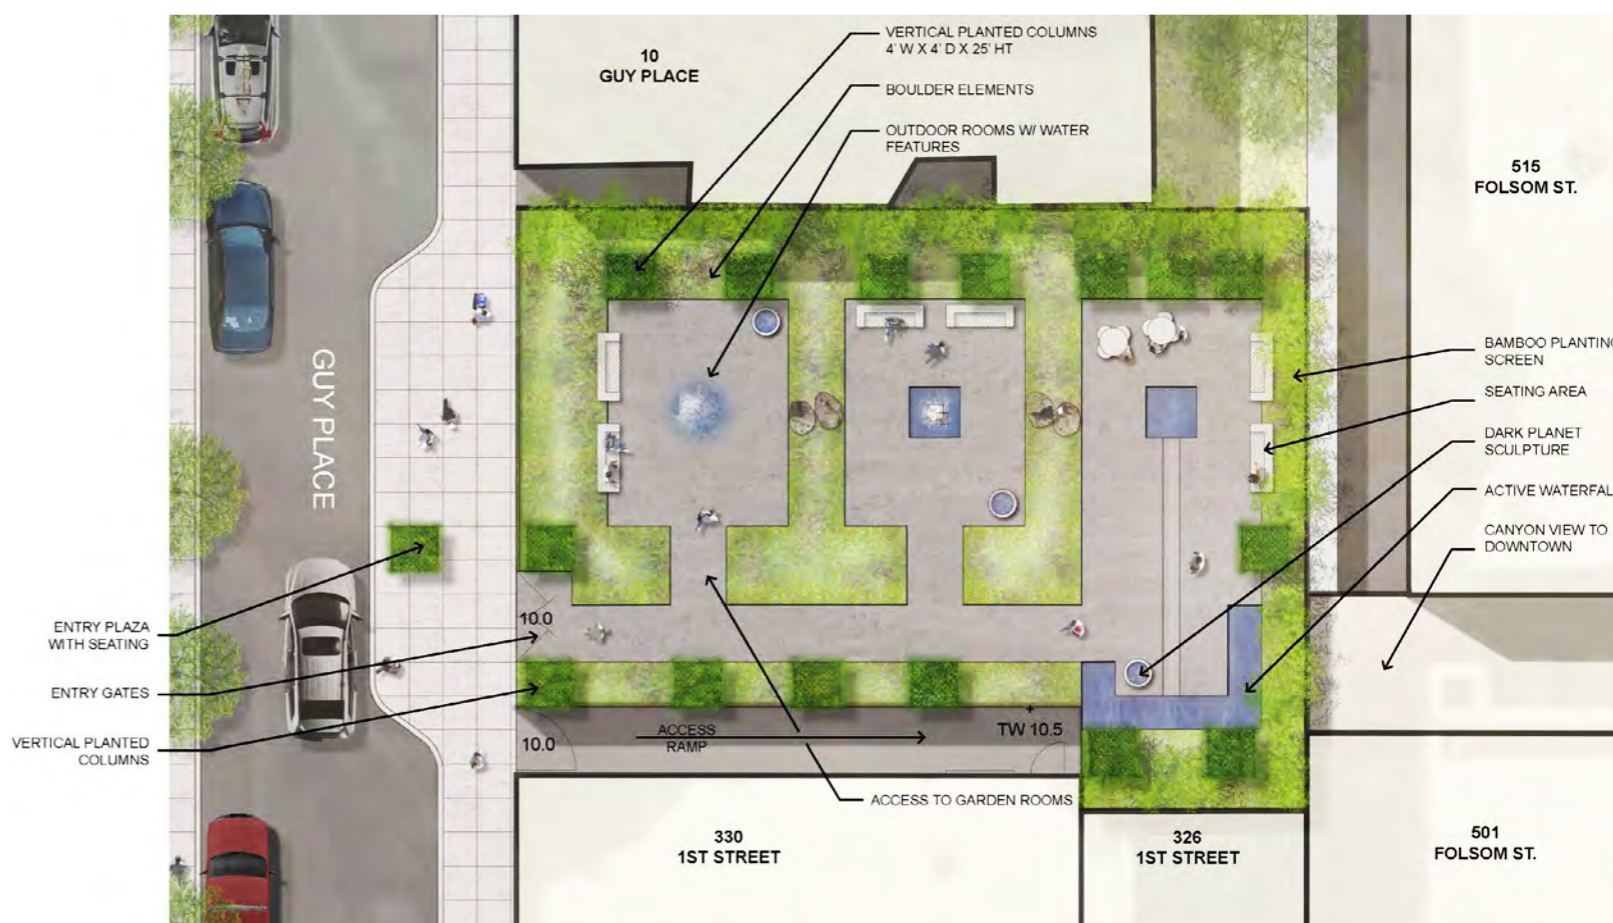 10
GUY PLACE
VERTICAL PLANTED COLUMNS
4' W X 4' D X 25' HT
BOULDER ELEMENTS
OUTDOOR ROOMS W/ WATER
FEATURES
515
FOLSOM ST.
GUY PLACE
BAMBOO PLANTING
SCREEN
SEATING AREA
DARK PLANET
SCULPTURE
ACTIVE WATERFAL
CANYON VIEW TO
DOWNTOWN
ENTRY PLAZA
WITH SEATING
ENTRY GATES
VERTICAL PLANTED
COLUMNS
10.0
10.0
ACCESS
RAMP
TW 10.5
ACCESS TO GARDEN ROOMS
330
1ST STREET
326
1ST STREET
501
FOLSOM ST.